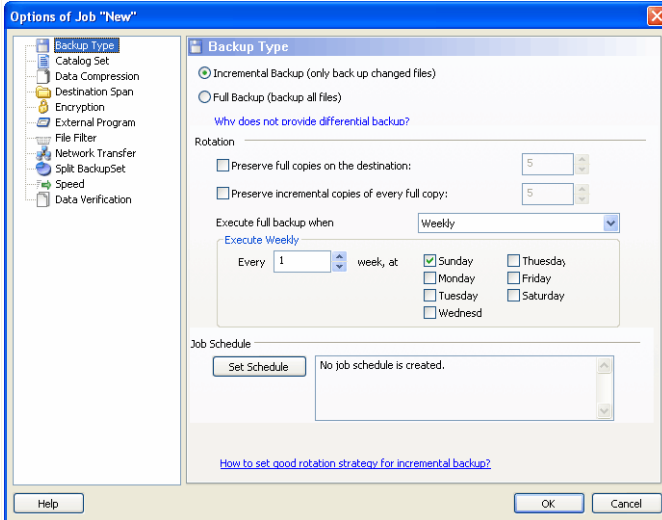 Options of Job "New"
Backup Type
Catalog Set
Data Compression
Destination Span
Encryption
External Program
File Filter
Network Transfer
Split BackupSet
Speed
Data Verification
Backup Type
Incremental Backup (only back up changed files)
Full Backup (backup all files)
Why does not provide differential backup?
Rotation
Preserve full copies on the destination: 5
Preserve incremental copies of every full copy: 5
Execute full backup when Weekly
Execute Weekly
Every 1 week, at Sunday Thuesday
Monday Friday
Tuesday Saturday
Wednesd
Job Schedule
Set Schedule No job schedule is created.
How to set good rotation strategy for incremental backup?
Help OK Cancel